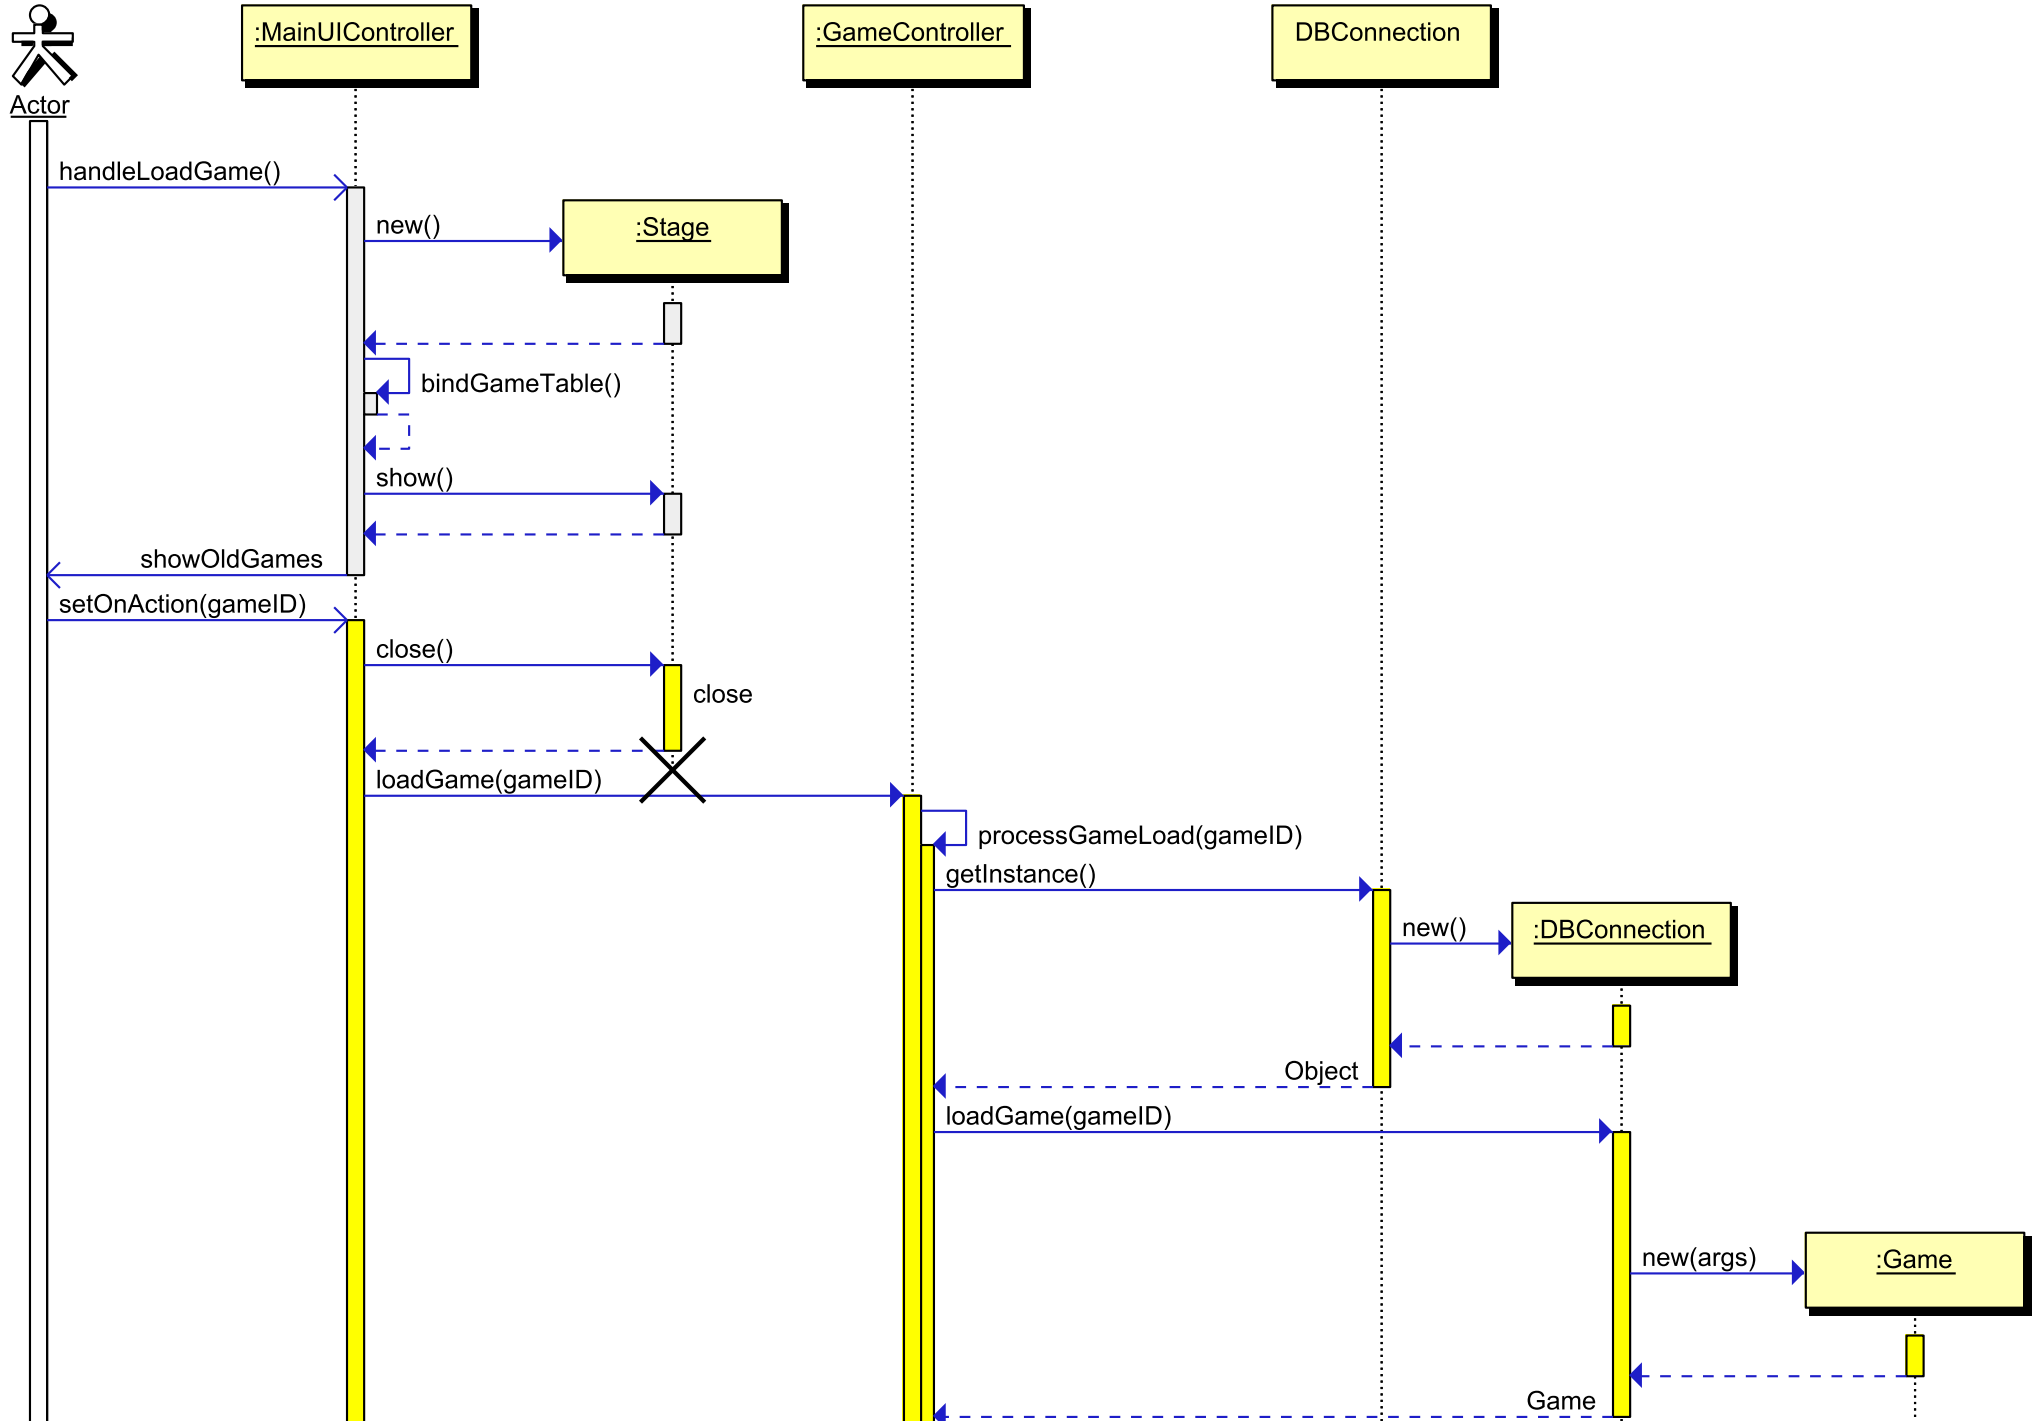 :MainUIController
:GameController
DBConnection
Actor
handleLoadGame()
new()
:Stage
bindGameTable()
show()
showOldGames
setOnAction(gameID)
close()
close
loadGame(gameID)
processGameLoad(gameID)
getInstance()
new()
:DBConnection
Object
loadGame(gameID)
new(args)
:Game
Game